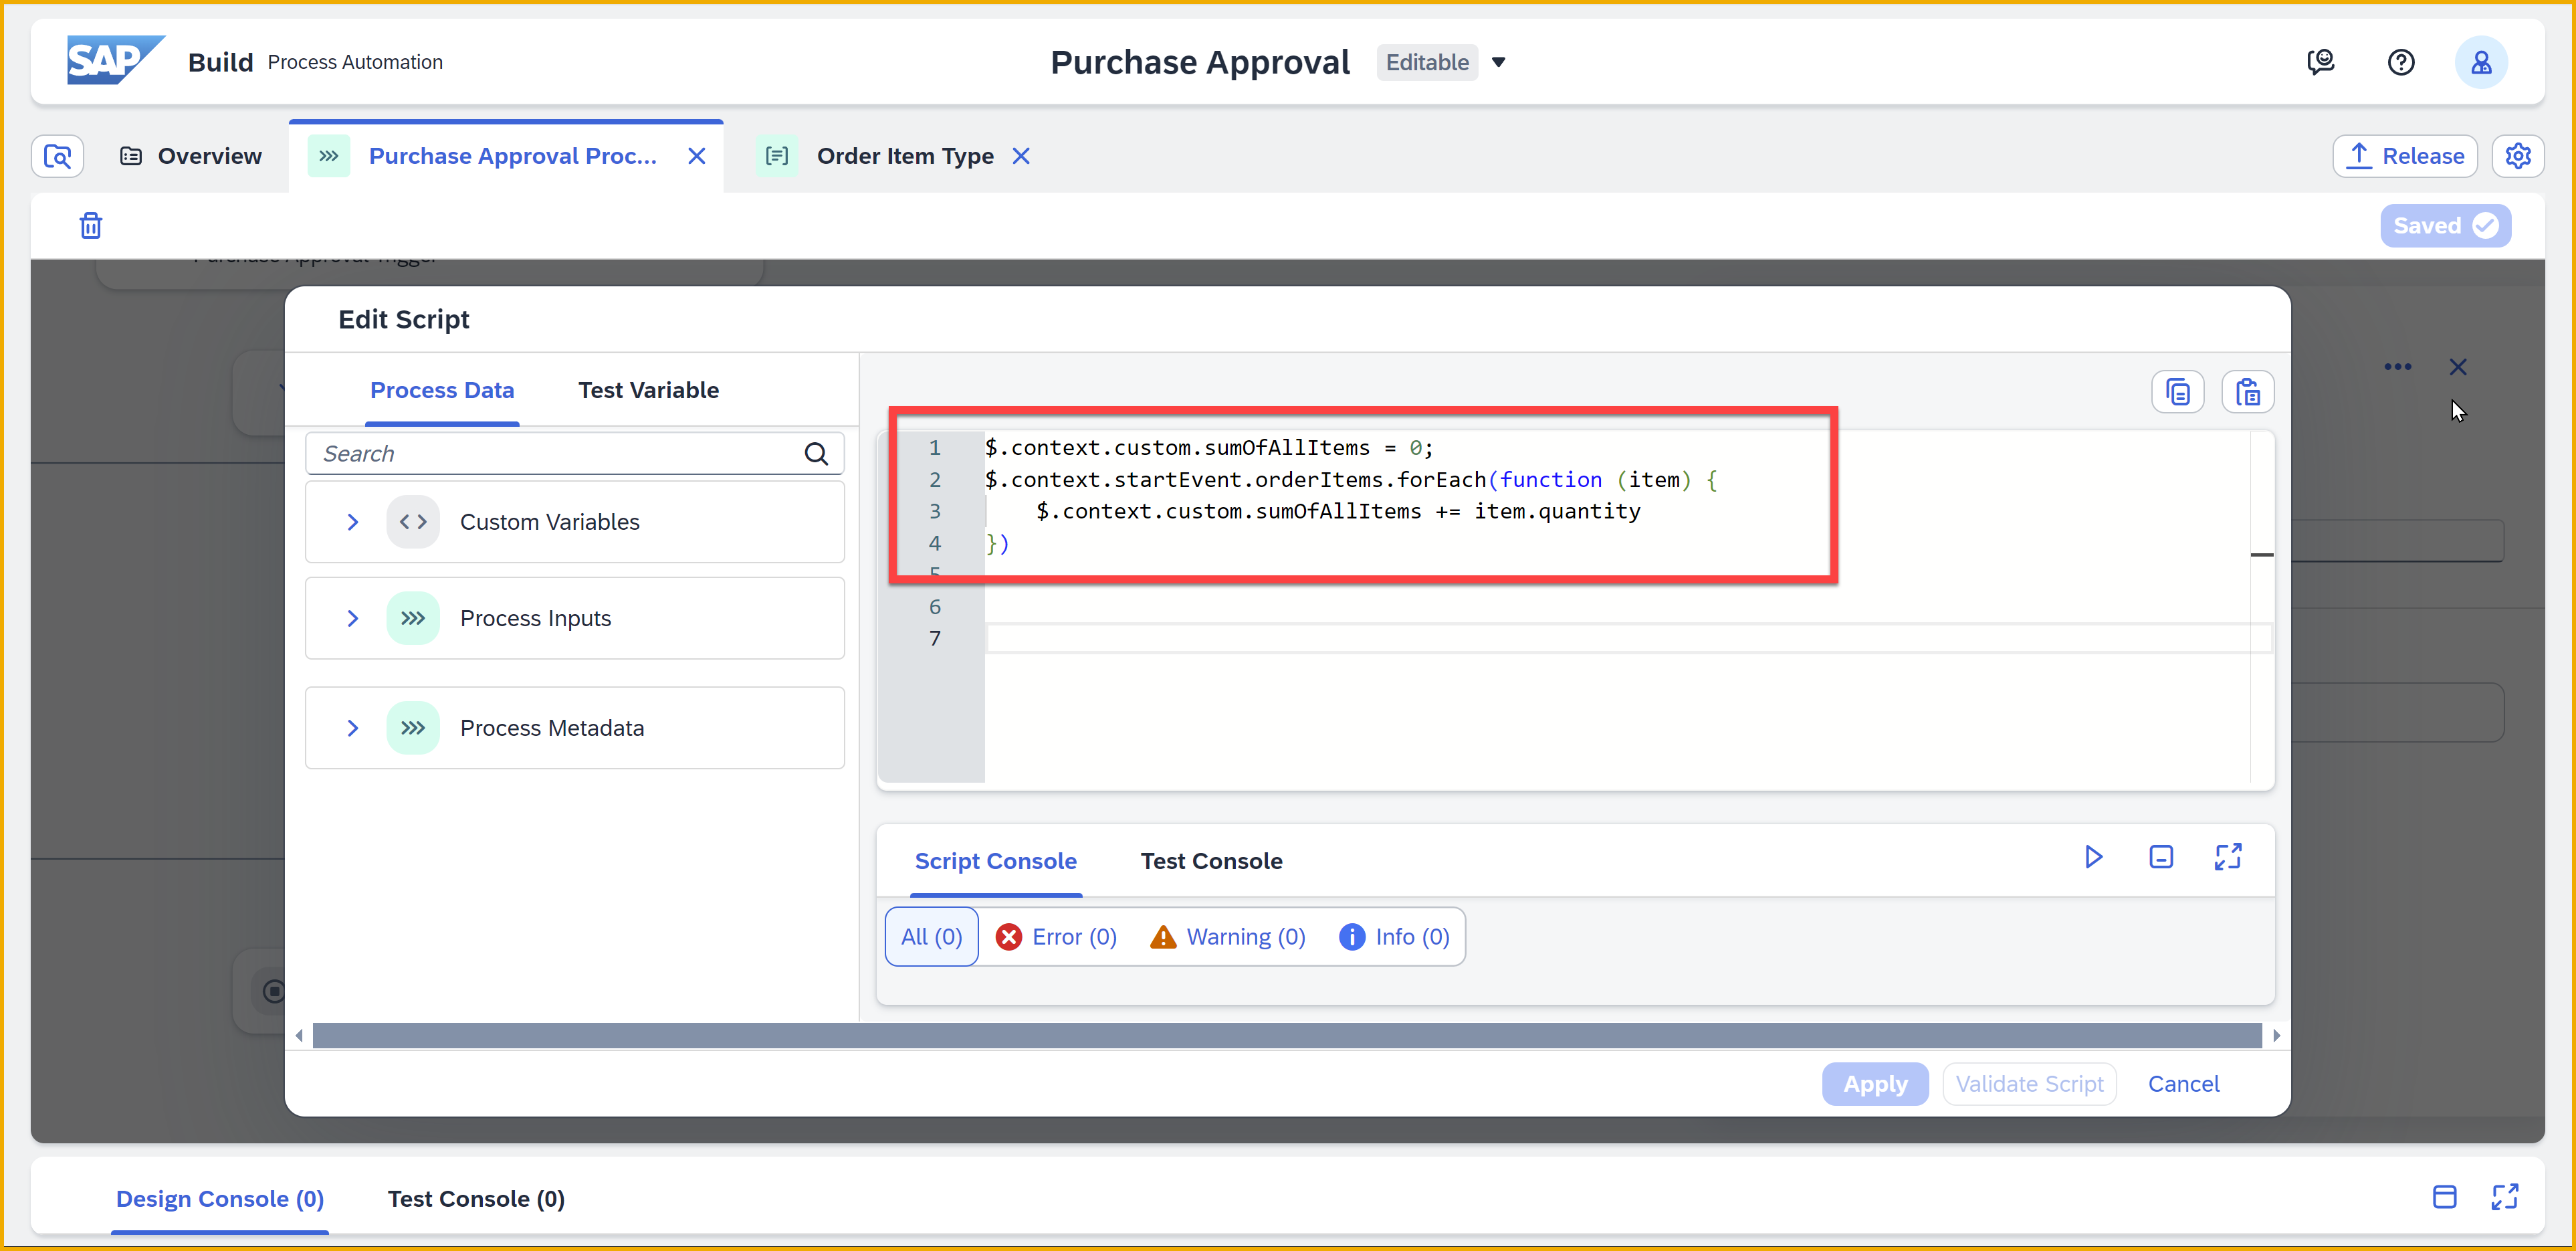 SAP Build Process Automation
Purchase Approval Editable
Overview
Purchase Approval Proc...
Order Item Type
Release
Saved
Purchase Approval Trigger
Edit Script
Process Data Test Variable
Search
Custom Variables
Process Inputs
Process Metadata
1 $.context.custom.sumOfAllItems = 0;
2 $.context.startEvent.orderItems.forEach(function (item) {
3 $.context.custom.sumOfAllItems += item.quantity
4 })
5
6
7
Script Console Test Console
All (0) Error (0) Warning (0) Info (0)
Apply Validate Script Cancel
Design Console (0) Test Console (0)